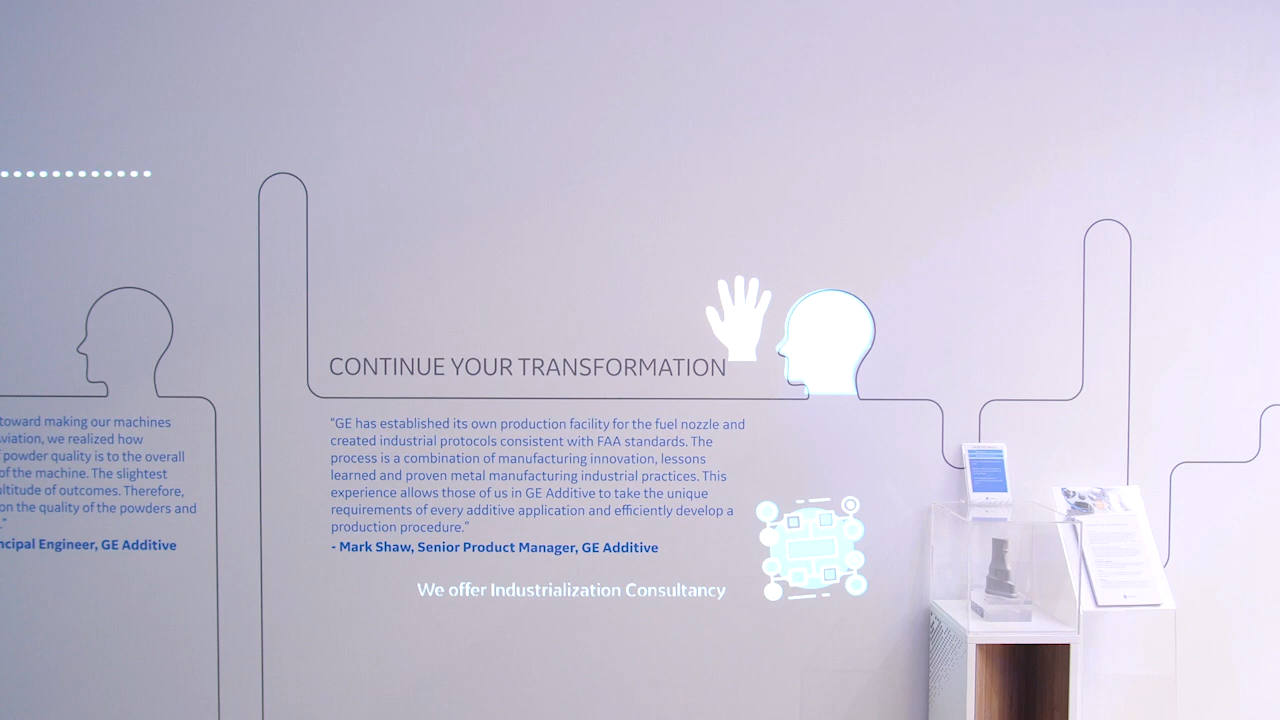 toward making our machines
viation, we realized how
powder quality is to the overall
of the machine. The slightest
ultitude of outcomes. Therefore,
on the quality of the powders and
.”
ncipal Engineer, GE Additive
CONTINUE YOUR TRANSFORMATION
“GE has established its own production facility for the fuel nozzle and
created industrial protocols consistent with FAA standards. The
process is a combination of manufacturing innovation, lessons
learned and proven metal manufacturing industrial practices. This
experience allows those of us in GE Additive to take the unique
requirements of every additive application and efficiently develop a
production procedure.”
- Mark Shaw, Senior Product Manager, GE Additive
We offer Industrialization Consultancy